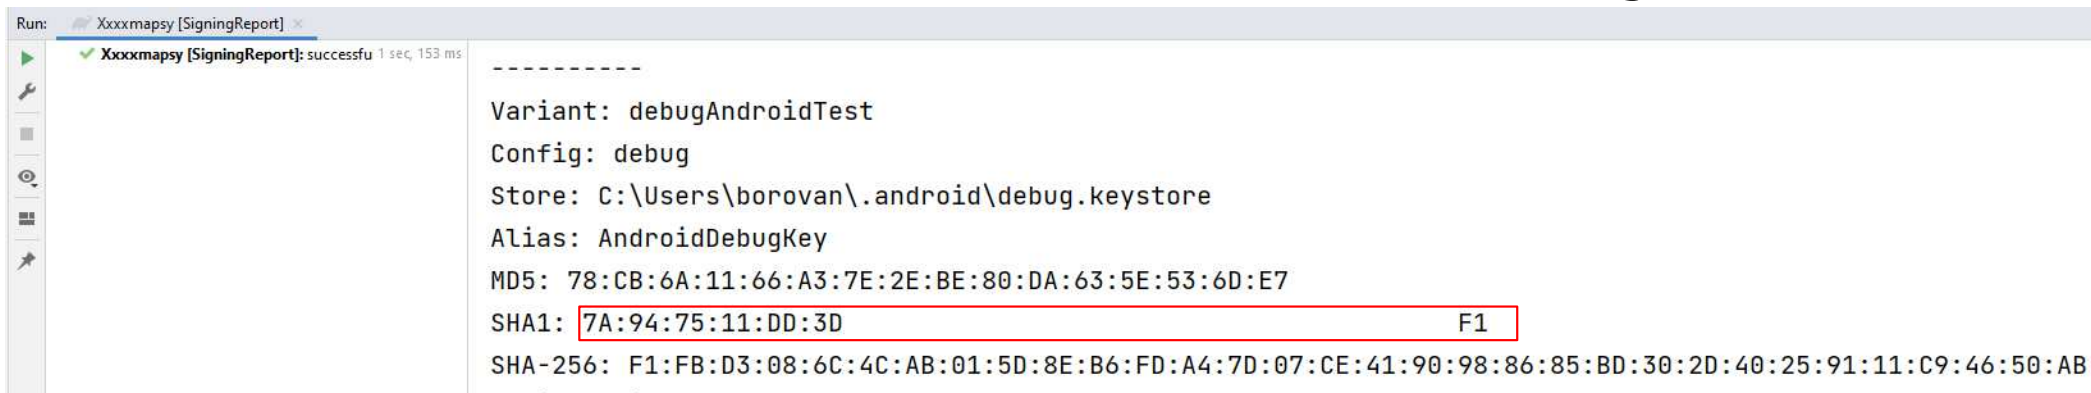 Run: Xxxxmapsy [SigningReport] ×
Xxxxmapsy [SigningReport]: successfu 1 sec, 153 ms
----------
Variant: debugAndroidTest
Config: debug
Store: C:\Users\borovan\.android\debug.keystore
Alias: AndroidDebugKey
MD5: 78:CB:6A:11:66:A3:7E:2E:BE:80:DA:63:5E:53:6D:E7
SHA1: 7A:94:75:11:DD:3D F1
SHA-256: F1:FB:D3:08:6C:4C:AB:01:5D:8E:B6:FD:A4:7D:07:CE:41:90:98:86:85:BD:30:2D:40:25:91:11:C9:46:50:AB